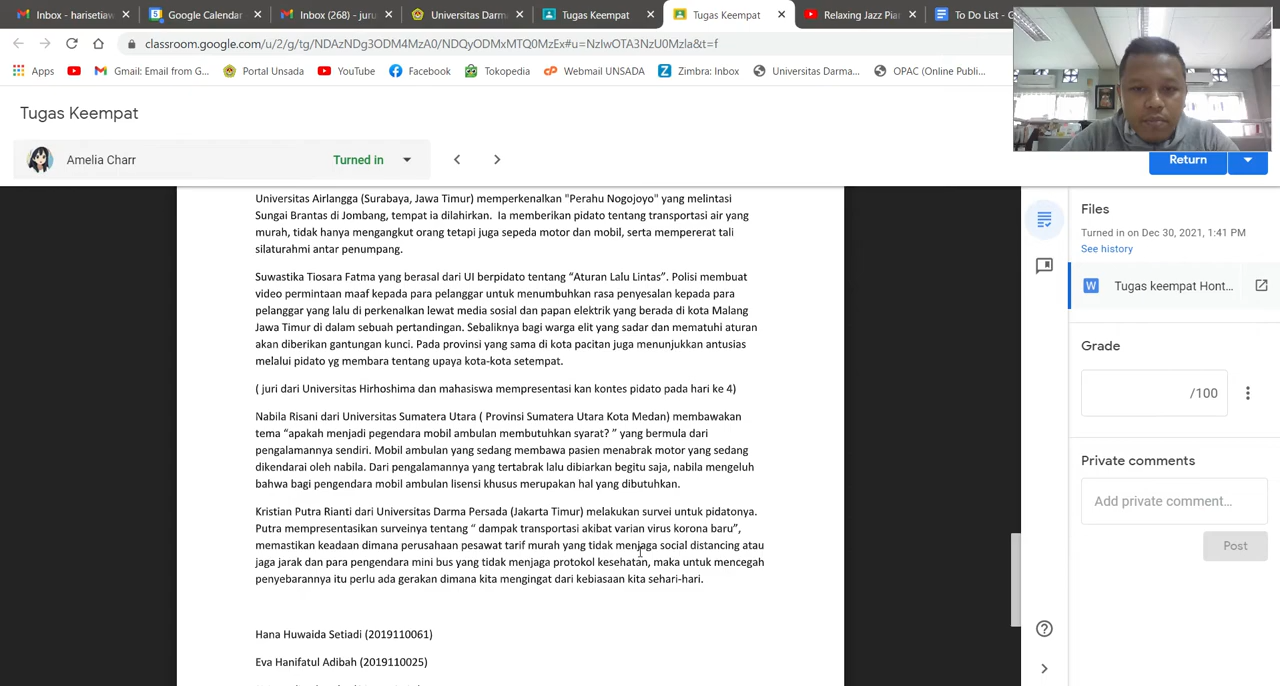 Inbox (361) - harisetiaw
Google Calendar
Inbox (268) - juru
Universitas Darm
Tugas Keempat
Tugas Keempat
Relaxing Jazz Pia
To Do List - G
classroom.google.com/u/2/g/tg/NDAzNDg3ODM4MzA0/NDQyODMxMTQ0MzEx#u=NzIwOTA3NzU0Mzla&t=f
Apps
Gmail: Email from G...
Portal Unsada
YouTube
Facebook
Tokopedia
Webmail UNSADA
Zimbra: Inbox
Universitas Darma...
OPAC (Online Publi...
Tugas Keempat
Amelia Charr
Turned in
Return
Universitas Airlangga (Surabaya, Jawa Timur) memperkenalkan "Perahu Nogojoyo" yang melintasi
Sungai Brantas di Jombang, tempat ia dilahirkan. Ia memberikan pidato tentang transportasi air yang
murah, tidak hanya mengangkut orang tetapi juga sepeda motor dan mobil, serta mempererat tali
silaturahmi antar penumpang.
Suwastika Tiosara Fatma yang berasal dari UI berpidato tentang “Aturan Lalu Lintas”. Polisi membuat
video permintaan maaf kepada para pelanggar untuk menumbuhkan rasa penyesalan kepada para
pelanggar yang lalu di perkenalkan lewat media sosial dan papan elektrik yang berada di kota Malang
Jawa Timur di dalam sebuah pertandingan. Sebaliknya bagi warga elit yang sadar dan mematuhi aturan
akan diberikan gantungan kunci. Pada provinsi yang sama di kota pacitan juga menunjukkan antusias
melalui pidato yg membara tentang upaya kota-kota setempat.
( juri dari Universitas Hirhoshima dan mahasiswa mempresentasi kan kontes pidato pada hari ke 4)
Nabila Risani dari Universitas Sumatera Utara ( Provinsi Sumatera Utara Kota Medan) membawakan
tema “apakah menjadi pegendara mobil ambulan membutuhkan syarat? ” yang bermula dari
pengalamannya sendiri. Mobil ambulan yang sedang membawa pasien menabrak motor yang sedang
dikendarai oleh nabila. Dari pengalamannya yang tertabrak lalu dibiarkan begitu saja, nabila mengeluh
bahwa bagi pengendara mobil ambulan lisensi khusus merupakan hal yang dibutuhkan.
Kristian Putra Rianti dari Universitas Darma Persada (Jakarta Timur) melakukan survei untuk pidatonya.
Putra mempresentasikan surveinya tentang “ dampak transportasi akibat varian virus korona baru”,
memastikan keadaan dimana perusahaan pesawat tarif murah yang tidak menjaga social distancing atau
jaga jarak dan para pengendara mini bus yang tidak menjaga protokol kesehatan, maka untuk mencegah
penyebarannya itu perlu ada gerakan dimana kita mengingat dari kebiasaan kita sehari-hari.
Hana Huwaida Setiadi (2019110061)
Eva Hanifatul Adibah (2019110025)
Files
Turned in on Dec 30, 2021, 1:41 PM
See history
W
Tugas keempat Hont...
Grade
/100
Private comments
Add private comment...
Post